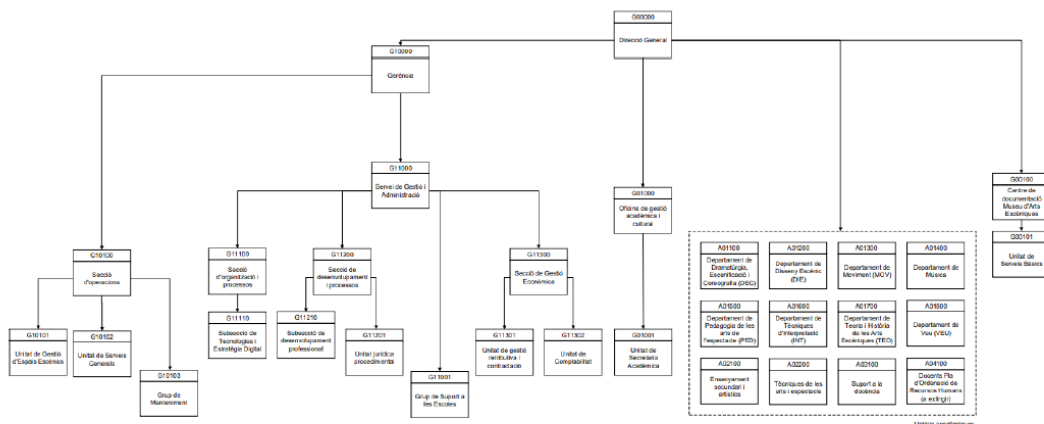 G00000
Direcció General
G10000
Gerència
G11000
Servei de Gestió i
Administració
G01000
Oficina de gestió
acadèmica i
cultural
G00100
Centre de
documentació i
Museu d'Arts
Escèniques
G00101
Unitat de
Serveis Bàsics
G10100
Secció
d'operacions
G11100
Secció
d'organització i
processos
G11200
Secció de
desenvolupament
i processos
G11300
Secció de Gestió
Econòmica
A01100
Departament de
Dramatúrgia,
Escenificació i
Coreografia (DEC)
A01200
Departament de
Disseny Escènic
(DIE)
A01300
Departament de
Moviment (MOV)
A01400
Departament de
Música
G10101
Unitat de Gestió
d'Espais Escènics
G10102
Unitat de Serveis
Generals
G10103
Grup de
Manteniment
G11110
Subsecció de
Tecnologies i
Estratègia Digital
G11210
Subsecció de
desenvolupament
professional
G11201
Unitat jurídica
procedimental
G11001
Grup de Suport a
les Escoles
G11301
Unitat de gestió
retributiva i
contractació
G11302
Unitat de
Comptabilitat
G01001
Unitat de
Secretaria
Acadèmica
A01500
Departament de
Pedagogia de les
arts de
l'espectacle (PED)
A01600
Departament de
Tècniques
d'Interpretació
(INT)
A01700
Departament de
Teoria i Història
de les Arts
Escèniques (TEO)
A01800
Departament de
Veu (VEU)
A02100
Ensenyament
secundari i
artístics
A02200
Tècniques de les
arts i espectacle
A03100
Suport a la
docència
A04100
Docents Pla
d'Ordenació de
Recursos Humans
(a extingir)